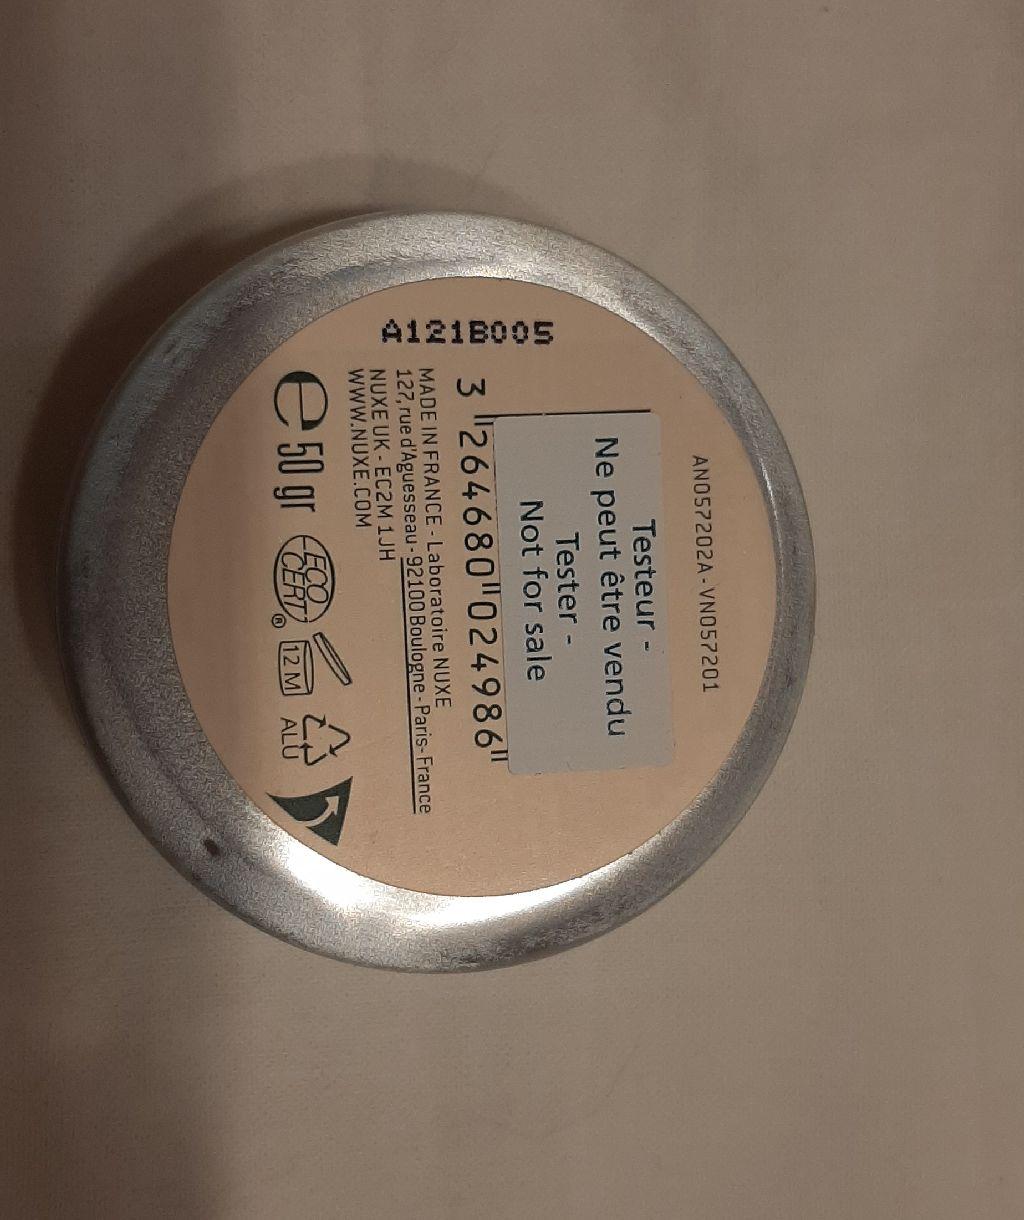 AN057202A - VN057201
Testeur -
Ne peut être vendu
Tester -
Not for sale
3 264680 024986
MADE IN FRANCE - Laboratoire NUXE
127, rue d'Aguesseau - 92100 Boulogne - Paris - France
NUXE UK - EC2M 1JH
WWW.NUXE.COM
e 50 gr ECO CERT® 12 M ALU
A121B005